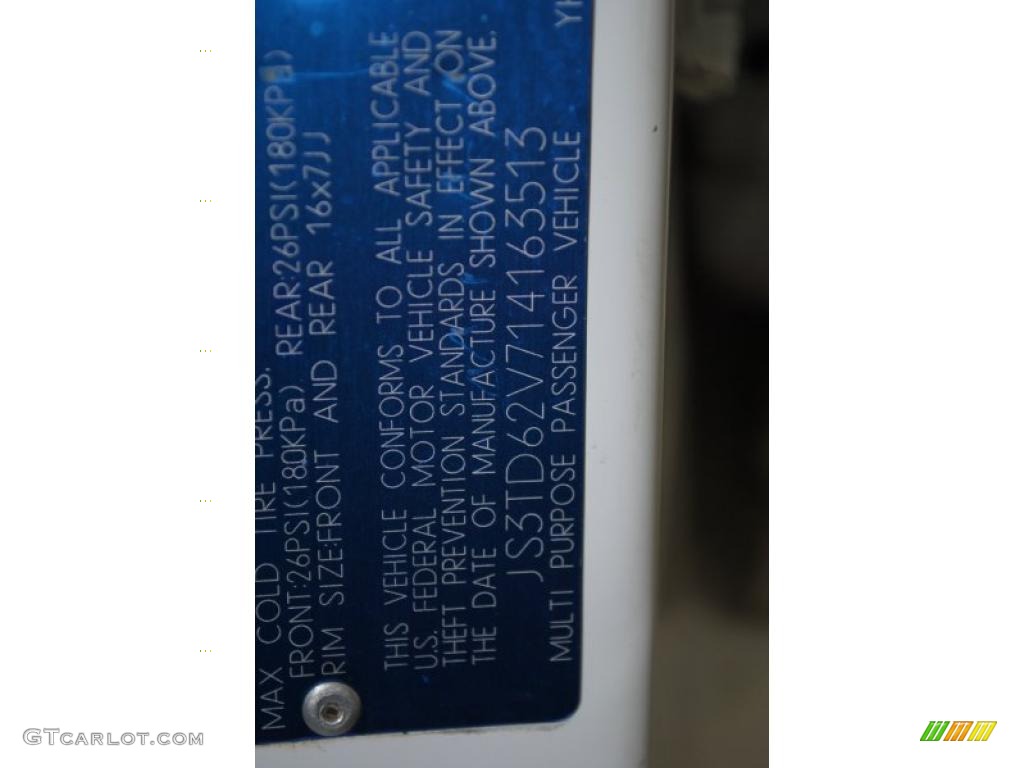 MAX COLD TIRE PRESS.
FRONT:26PSI(180KPa). REAR:26PSI(180KPa)
RIM SIZE:FRONT AND REAR 16x7JJ
THIS VEHICLE CONFORMS TO ALL APPLICABLE
U.S. FEDERAL MOTOR VEHICLE SAFETY AND
THEFT PREVENTION STANDARDS IN EFFECT ON
THE DATE OF MANUFACTURE SHOWN ABOVE.
JS3TD62V714163513
MULTI PURPOSE PASSENGER VEHICLE
GTCARLOT.COM